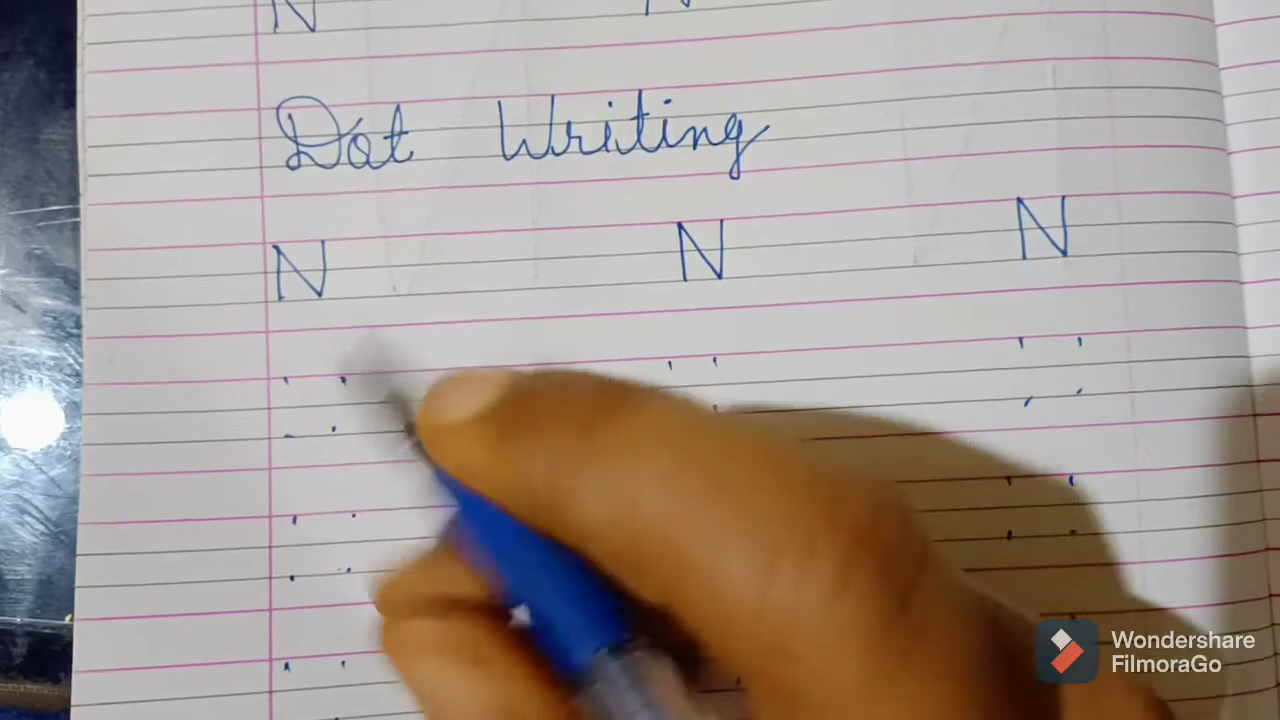 N N
Dot Writing
N N N
Wondershare
FilmoraGo